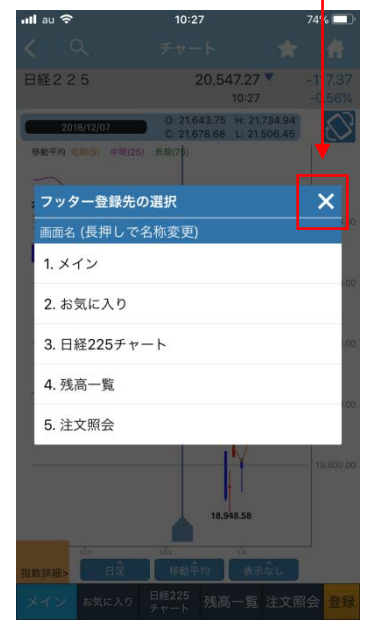 au 10:27 74%
チャート
日経２２５ 20,547.27 ▼
10:27 -0.56%
2018/12/07 O: 21,643.75 H: 21,734.94
C: 21,678.68 L: 21,506.45
移動平均 短期(5) 中期(25) 長期(75)
フッター登録先の選択 ×
画面名 (長押しで名称変更)
1. メイン
2. お気に入り
3. 日経225チャート
4. 残高一覧
5. 注文照会
19,600.00
18,948.58
指数詳細> 日足 移動平均 表示なし
メイン お気に入り 日経225チャート 残高一覧 注文照会 登録